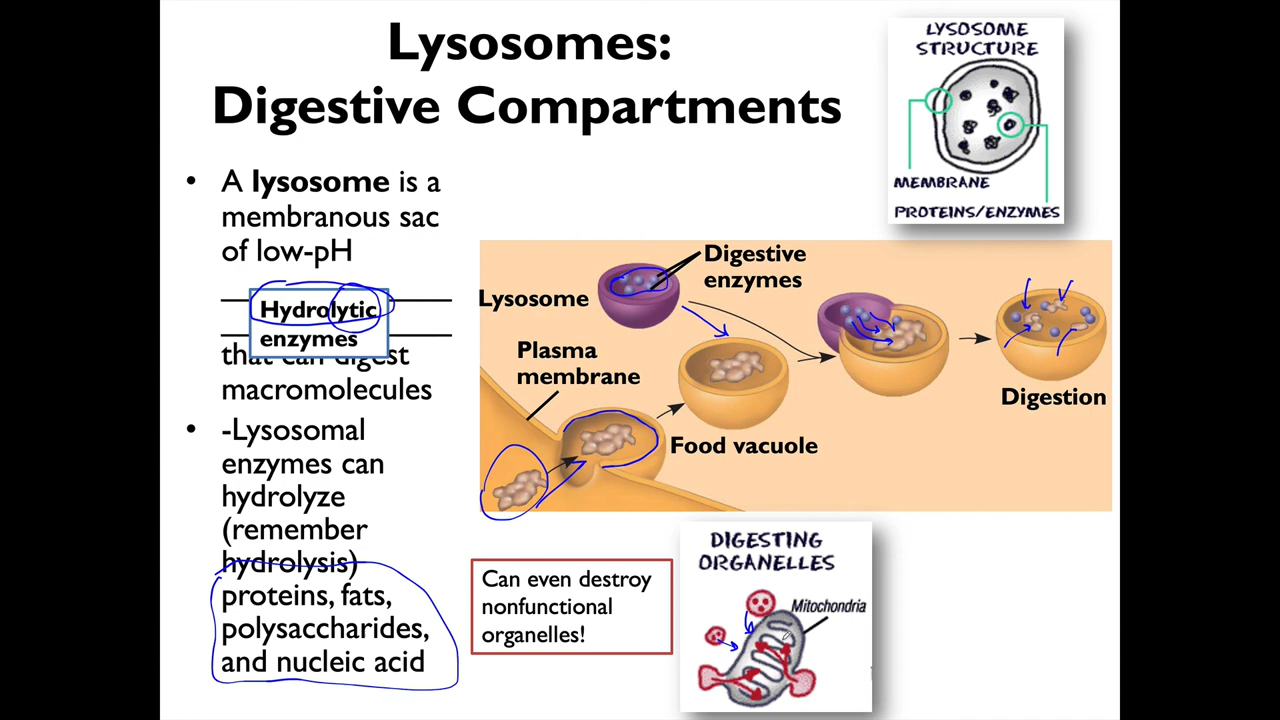 Lysosomes:
Digestive Compartments
• A lysosome is a
membranous sac
of low-pH
Hydrolytic
enzymes
that can digest
macromolecules
• -Lysosomal
enzymes can
hydrolyze
(remember
hydrolysis)
proteins, fats,
polysaccharides,
and nucleic acid
LYSOSOME
STRUCTURE
MEMBRANE
PROTEINS/ENZYMES
Digestive
enzymes
Lysosome
Plasma
membrane
Food vacuole
Digestion
Can even destroy
nonfunctional
organelles!
DIGESTING
ORGANELLES
Mitochondria